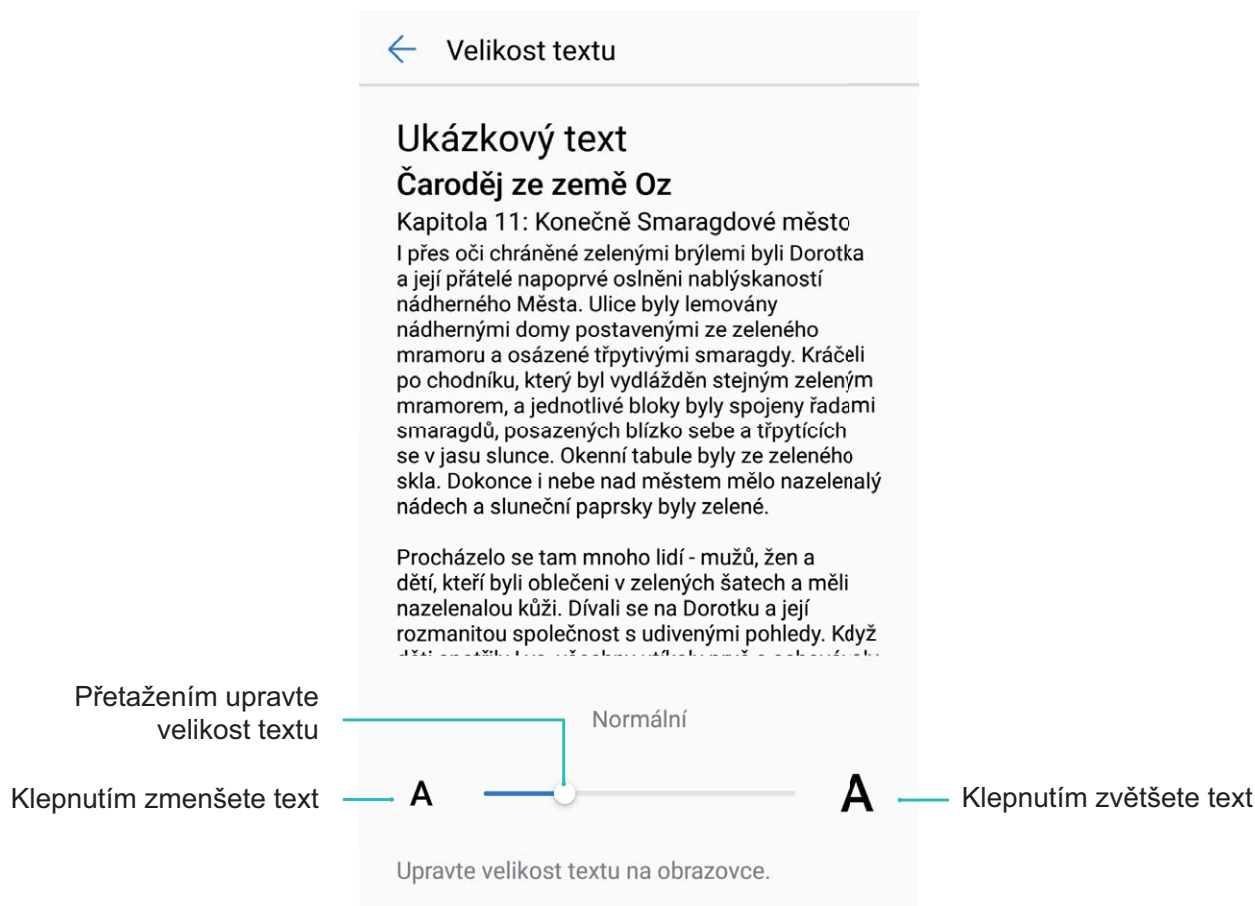 Velikost textu
Ukázkový text
Čaroděj ze země Oz
Kapitola 11: Konečně Smaragdové město
I přes oči chráněné zelenými brýlemi byli Dorotka
a její přátelé napoprvé oslněni nablýskaností
nádherného Města. Ulice byly lemovány
nádhernými domy postavenými ze zeleného
mramoru a osázené třpytivými smaragdy. Kráčeli
po chodníku, který byl vydlážděn stejným zeleným
mramorem, a jednotlivé bloky byly spojeny řadami
smaragdů, posazených blízko sebe a třpytících
se v jasu slunce. Okenní tabule byly ze zeleného
skla. Dokonce i nebe nad městem mělo nazelenalý
nádech a sluneční paprsky byly zelené.
Procházelo se tam mnoho lidí - mužů, žen a
dětí, kteří byli oblečeni v zelených šatech a měli
nazelenalou kůži. Dívali se na Dorotku a její
rozmanitou společnost s udivenými pohledy. Když
Přetažením upravte
velikost textu
Normální
Klepnutím zmenšete text
A
A
Klepnutím zvětšete text
Upravte velikost textu na obrazovce.